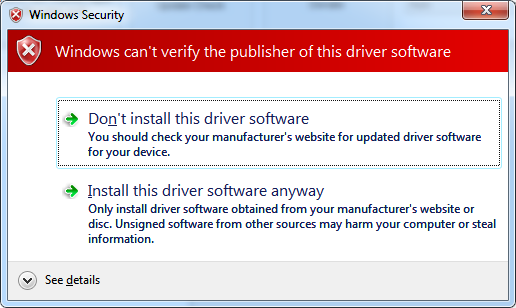 Windows Security
Windows can't verify the publisher of this driver software
Don't install this driver software
You should check your manufacturer's website for updated driver software
for your device.
Install this driver software anyway
Only install driver software obtained from your manufacturer's website or
disc. Unsigned software from other sources may harm your computer or steal
information.
See details